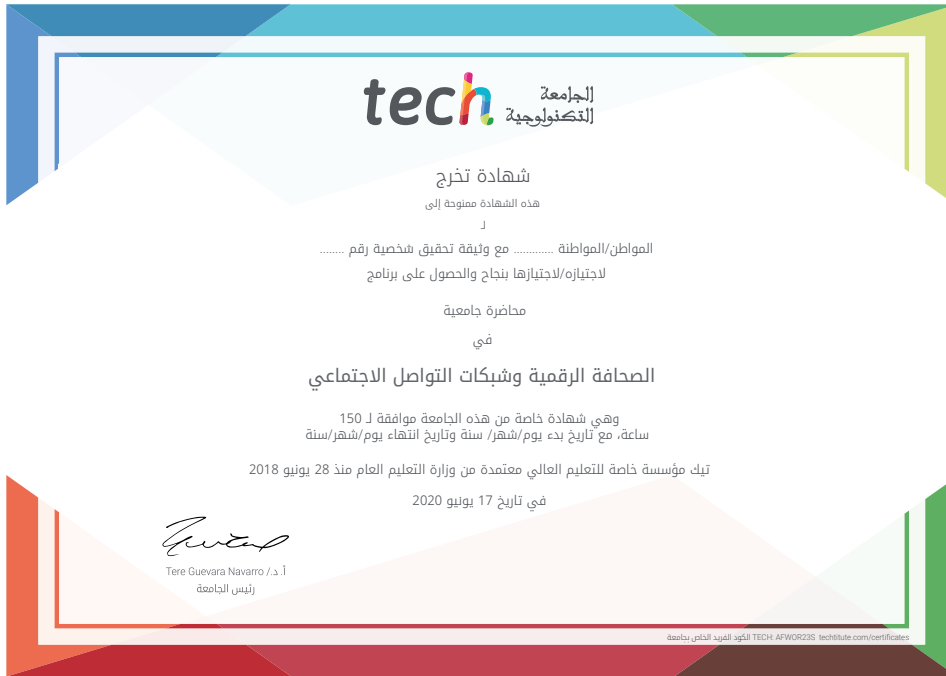 tech الجامعة
التكنولوجية
شهادة تخرج
هذه الشهادة ممنوحة إلى
لـ
المواطن/المواطنة ............. مع وثيقة تحقيق شخصية رقم ........
لاجتيازه/لاجتيازها بنجاح والحصول على برنامج
محاضرة جامعية
في
الصحافة الرقمية وشبكات التواصل الاجتماعي
وهي شهادة خاصة من هذه الجامعة موافقة لـ 150
ساعة، مع تاريخ بدء يوم/شهر/ سنة وتاريخ انتهاء يوم/شهر/سنة
تيك مؤسسة خاصة للتعليم العالي معتمدة من وزارة التعليم العام منذ 28 يونيو 2018
في تاريخ 17 يونيو 2020
أ. د./ Tere Guevara Navarro
رئيس الجامعة
الكود الفريد الخاص بجامعة TECH: AFWOR23S techtitute.com/certificates